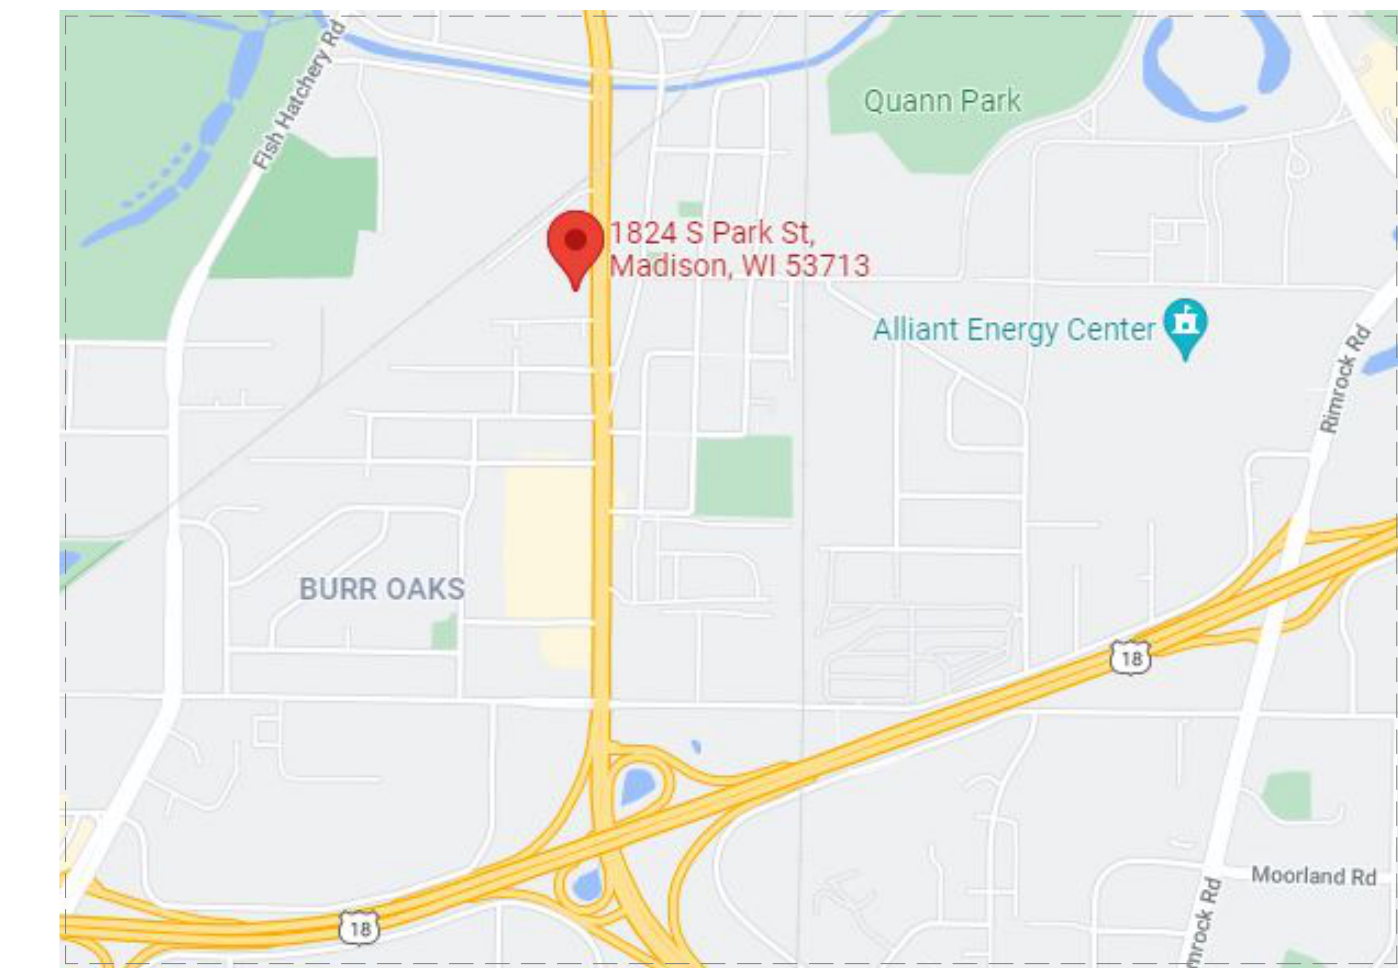 Fish Hatchery Rd
Quann Park
1824 S Park St,
Madison, WI 53713
Alliant Energy Center
Rimrock Rd
BURR OAKS
18
Moorland Rd
mrock Rd
18